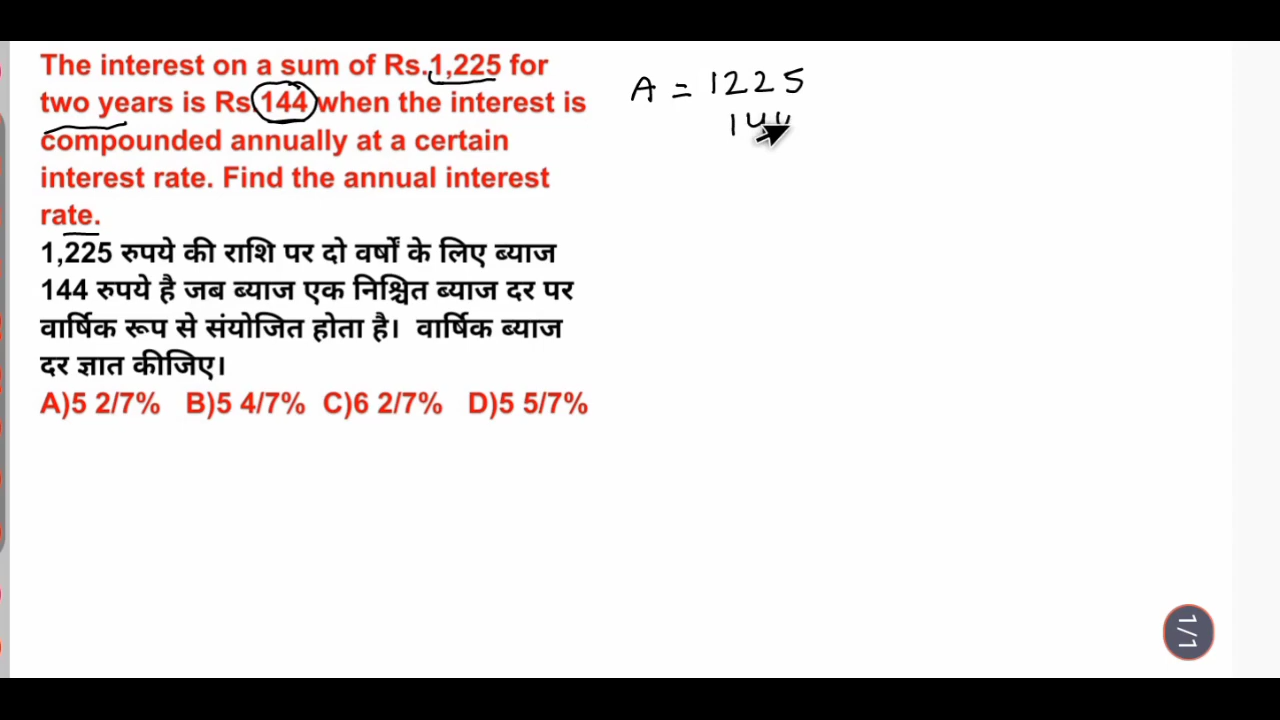 The interest on a sum of Rs.1,225 for
two years is Rs.144 when the interest is
compounded annually at a certain
interest rate. Find the annual interest
rate.
1,225 रुपये की राशि पर दो वर्षों के लिए ब्याज
144 रुपये है जब ब्याज एक निश्चित ब्याज दर पर
वार्षिक रूप से संयोजित होता है। वार्षिक ब्याज
दर ज्ञात कीजिए।
A)5 2/7% B)5 4/7% C)6 2/7% D)5 5/7%
A = 1225
144
1/1